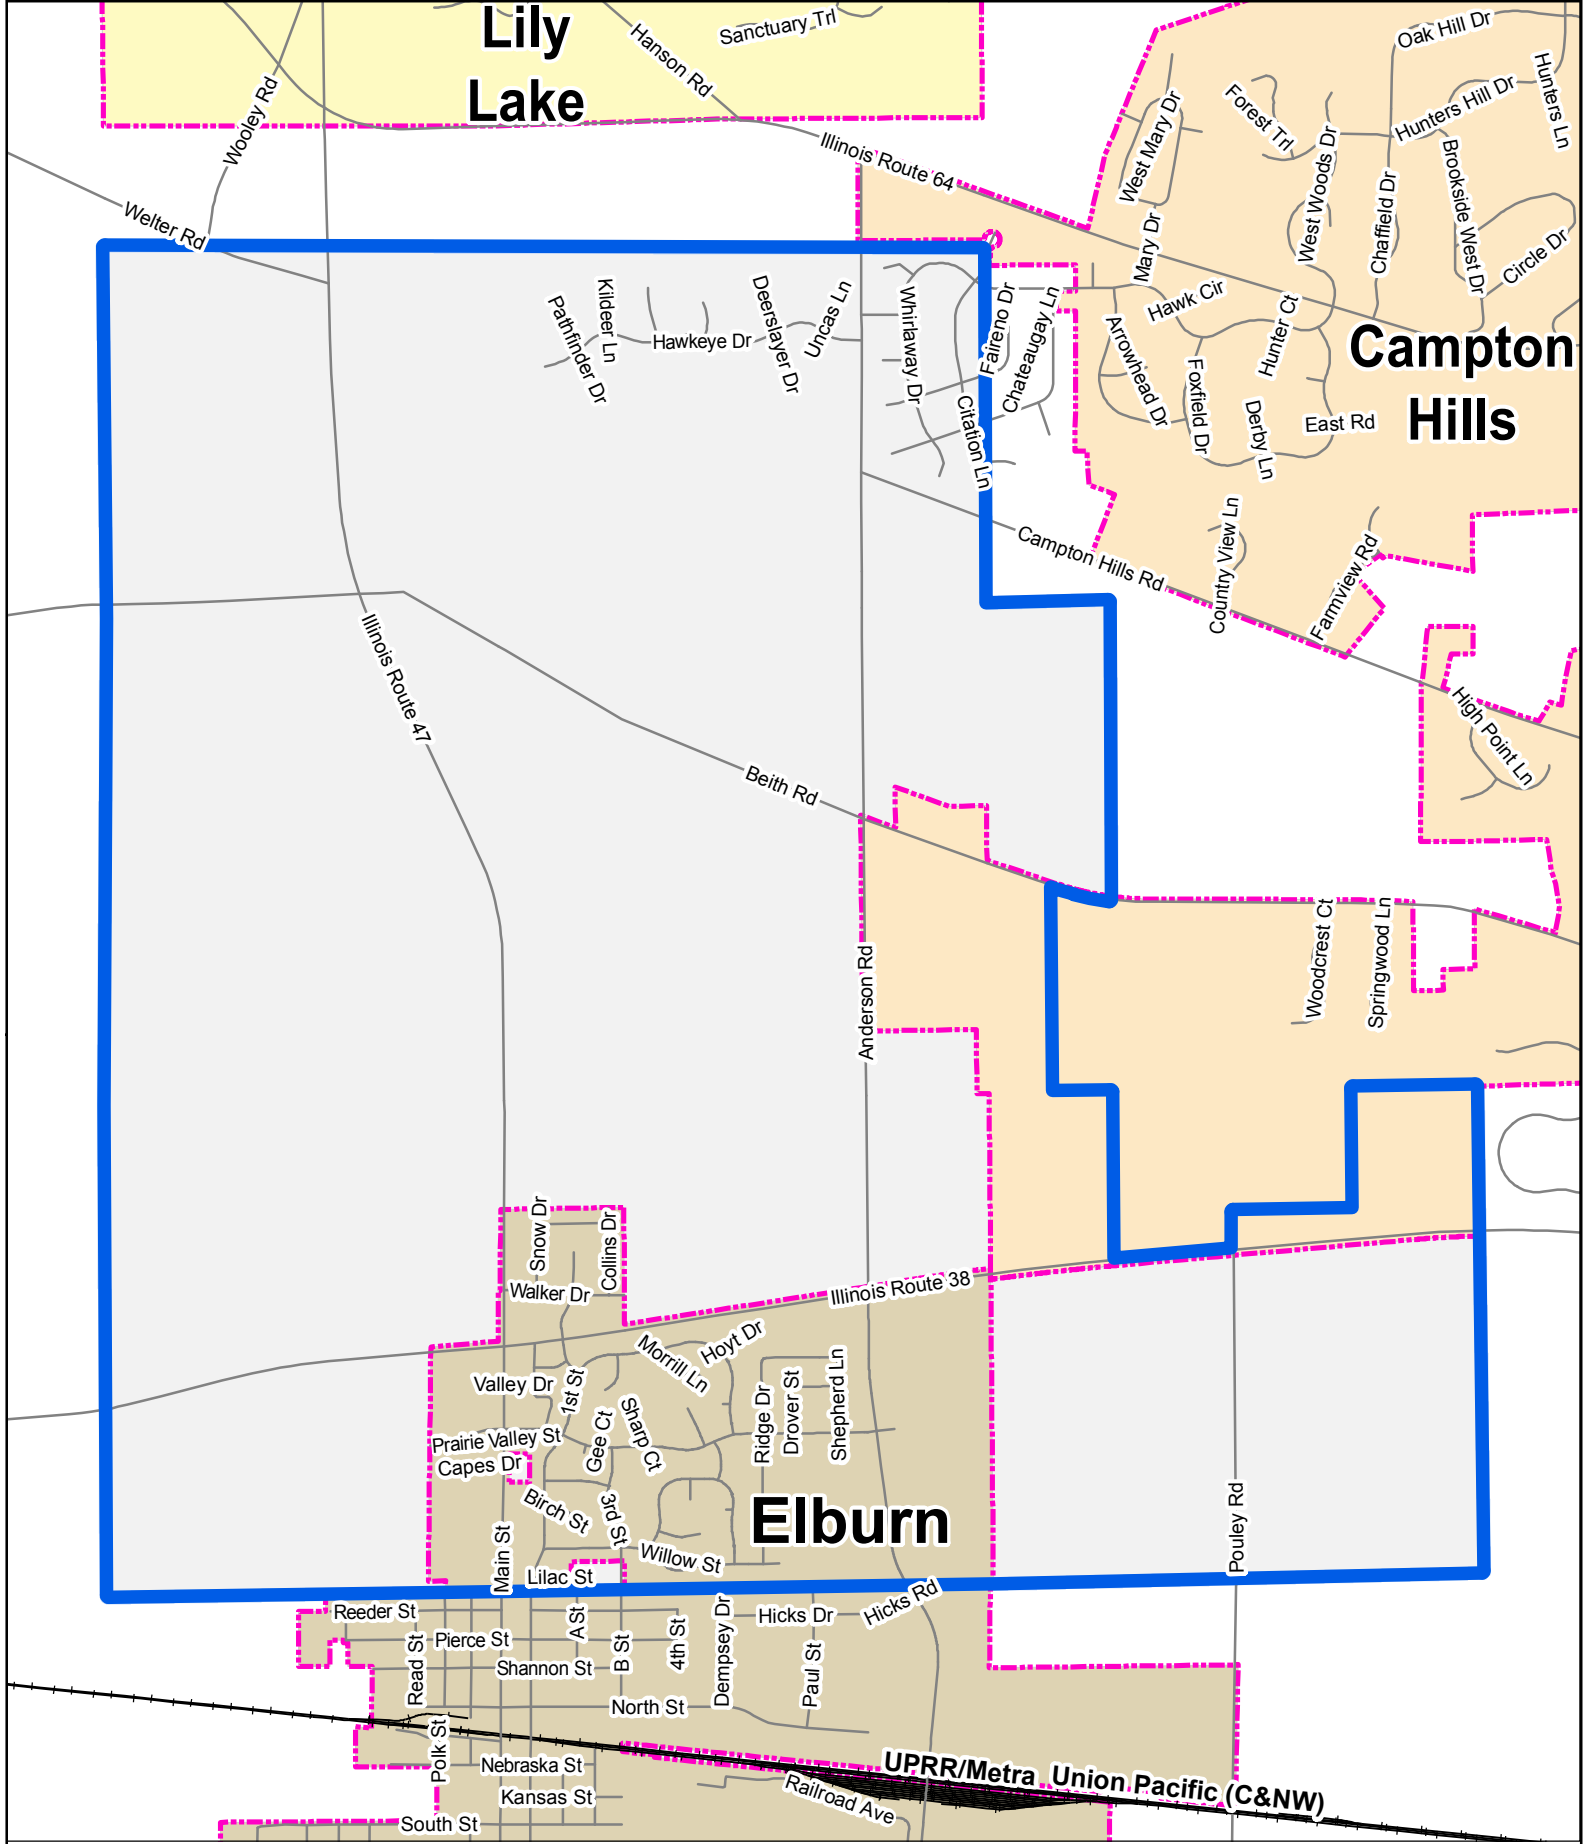 Lily
Lake
Sanctuary Trl
Hanson Rd
Wooley Rd
Welter Rd
Illinois Route 64
Oak Hill Dr
Hunters Ln
Hunters Hill Dr
Forest Trl
West Mary Dr
West Woods Dr
Brookside West Dr
Chaffield Dr
Circle Dr
Mary Dr
Hawk Cir
Hunter Ct
Arrowhead Dr
Foxfield Dr
Derby Ln
East Rd
Campton
Hills
Pathfinder Dr
Kildeer Ln
Hawkeye Dr
Deerslayer Dr
Uncas Ln
Whirlaway Dr
Faireno Dr
Chateaugay Ln
Citation Ln
Campton Hills Rd
Country View Ln
Farmview Rd
High Point Ln
Illinois Route 47
Beith Rd
Anderson Rd
Woodcrest Ct
Springwood Ln
Snow Dr
Collins Dr
Walker Dr
Illinois Route 38
Morrill Ln
Hoyt Dr
Valley Dr
1st St
Gee Ct
Sharp Ct
Ridge Dr
Drover St
Shepherd Ln
Prairie Valley St
Capes Dr
Birch St
3rd St
Elburn
Main St
Willow St
Lilac St
Pouley Rd
Reeder St
A St
B St
4th St
Dempsey Dr
Hicks Dr
Hicks Rd
Read St
Pierce St
Shannon St
Paul St
North St
Polk St
Nebraska St
Kansas St
South St
Railroad Ave
UPRR/Metra Union Pacific (C&NW)